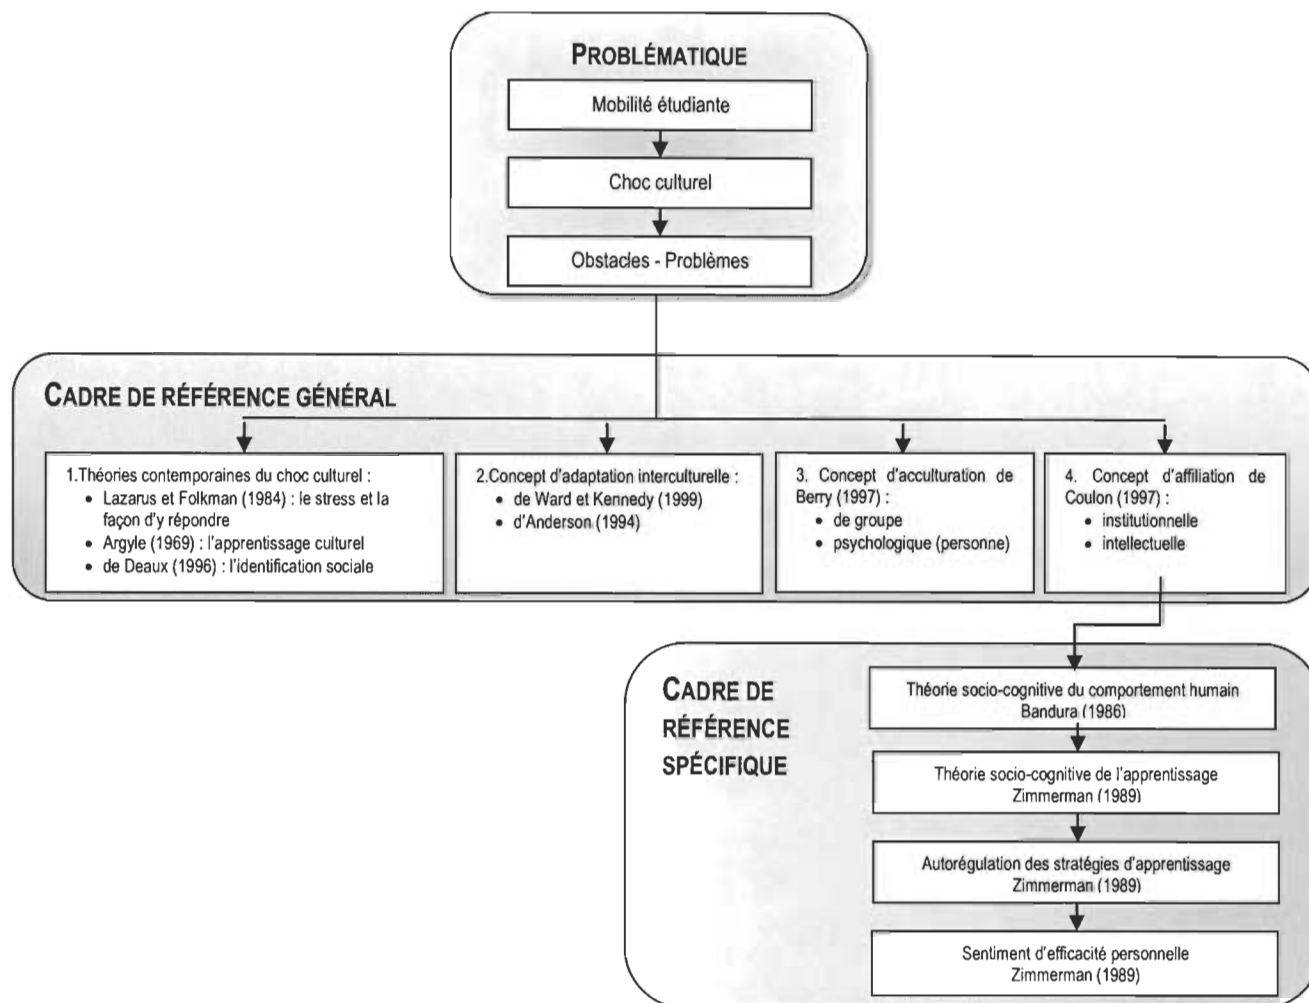 PROBLÉMATIQUE
Mobilité étudiante
Choc culturel
Obstacles - Problèmes
CADRE DE RÉFÉRENCE GÉNÉRAL
1.Théories contemporaines du choc culturel :
• Lazarus et Folkman (1984) : le stress et la
façon d'y répondre
• Argyle (1969) : l'apprentissage culturel
• de Deaux (1996) : l'identification sociale
2.Concept d'adaptation interculturelle :
• de Ward et Kennedy (1999)
• d'Anderson (1994)
3. Concept d'acculturation de
Berry (1997) :
• de groupe
• psychologique (personne)
4. Concept d'affiliation de
Coulon (1997) :
• institutionnelle
• intellectuelle
CADRE DE
RÉFÉRENCE
SPÉCIFIQUE
Théorie socio-cognitive du comportement humain
Bandura (1986)
Théorie socio-cognitive de l'apprentissage
Zimmerman (1989)
Autorégulation des stratégies d'apprentissage
Zimmerman (1989)
Sentiment d'efficacité personnelle
Zimmerman (1989)